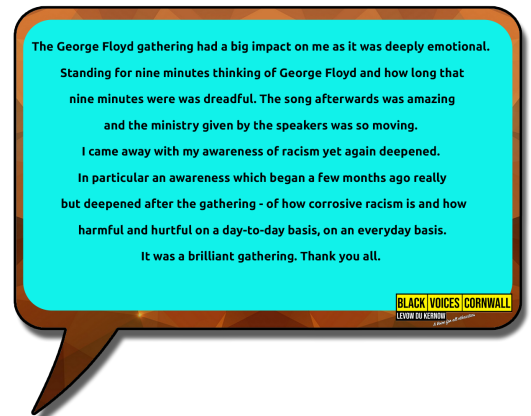 The George Floyd gathering had a big impact on me as it was deeply emotional.
Standing for nine minutes thinking of George Floyd and how long that
nine minutes were was dreadful. The song afterwards was amazing
and the ministry given by the speakers was so moving.
I came away with my awareness of racism yet again deepened.
In particular an awareness which began a few months ago really
but deepened after the gathering - of how corrosive racism is and how
harmful and hurtful on a day-to-day basis, on an everyday basis.
It was a brilliant gathering. Thank you all.
BLACK VOICES CORNWALL
LEVOW DU KERNOW